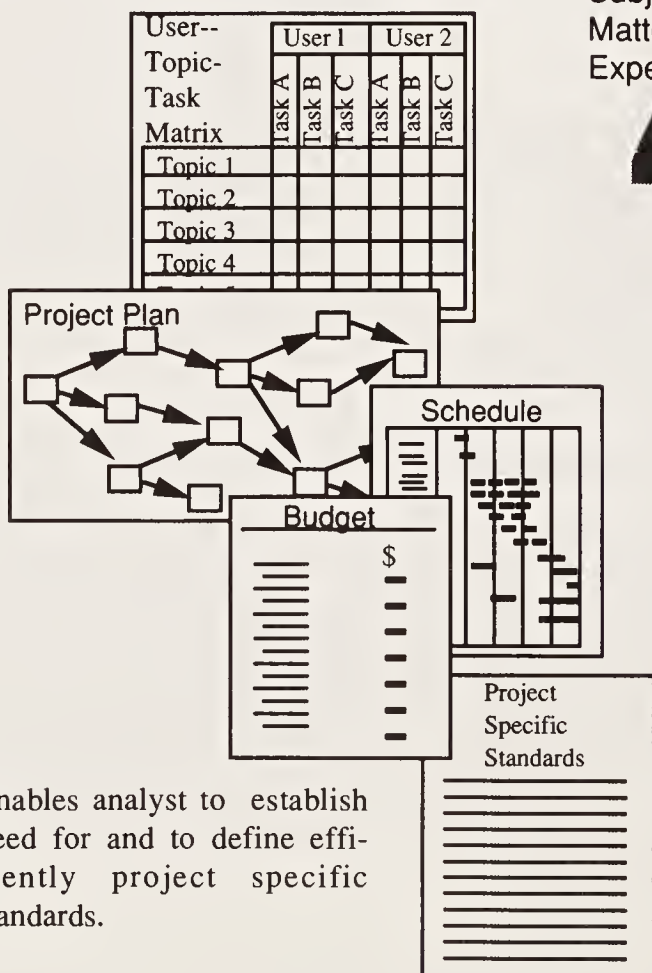 User--
Topic-
Task
Matrix
User 1 User 2
Task A Task B Task C Task A Task B Task C
Topic 1
Topic 2
Topic 3
Topic 4
Project Plan
Schedule
Budget
$
Project
Specific
Standards
nables analyst to establish
eed for and to define effi-
ently project specific
tandards.